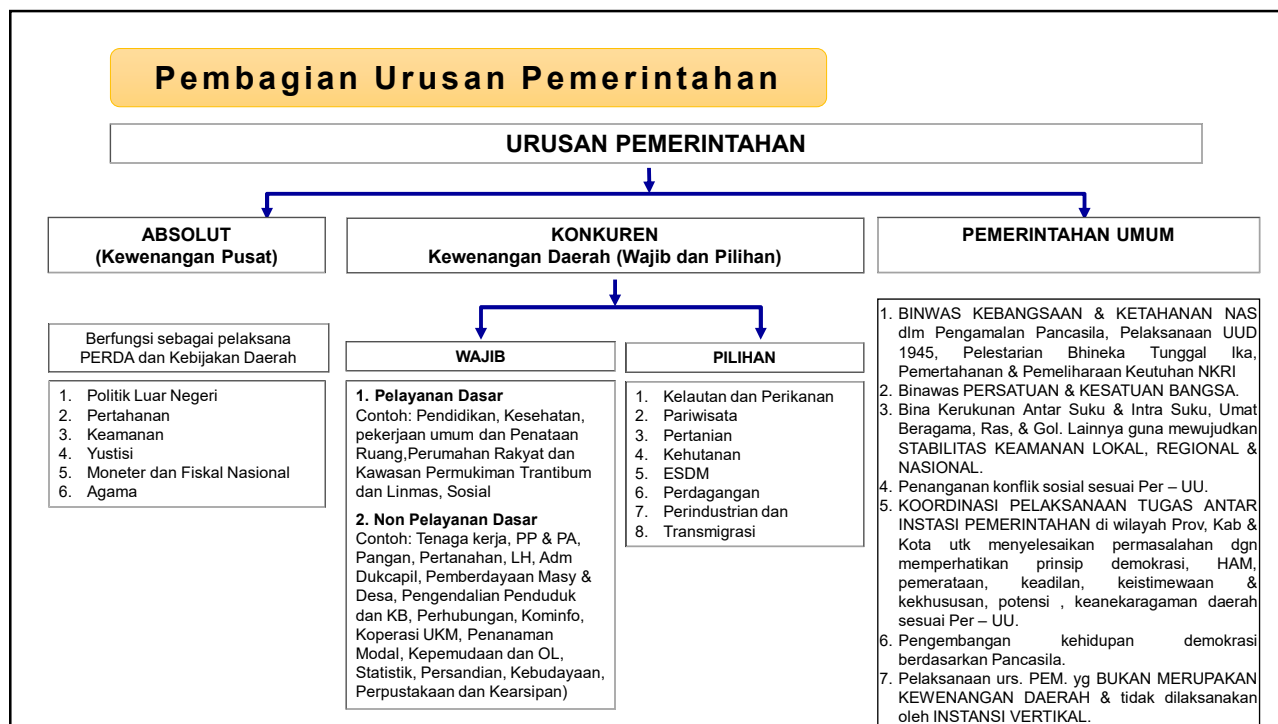 Pembagian Urusan Pemerintahan
URUSAN PEMERINTAHAN
ABSOLUT
(Kewenangan Pusat)
KONKUREN
Kewenangan Daerah (Wajib dan Pilihan)
PEMERINTAHAN UMUM
Berfungsi sebagai pelaksana
PERDA dan Kebijakan Daerah
1. Politik Luar Negeri
2. Pertahanan
3. Keamanan
4. Yustisi
5. Moneter dan Fiskal Nasional
6. Agama
WAJIB
1. Pelayanan Dasar
Contoh: Pendidikan, Kesehatan,
pekerjaan umum dan Penataan
Ruang,Perumahan Rakyat dan
Kawasan Permukiman Trantibum
dan Linmas, Sosial
2. Non Pelayanan Dasar
Contoh: Tenaga kerja, PP & PA,
Pangan, Pertanahan, LH, Adm
Dukcapil, Pemberdayaan Masy &
Desa, Pengendalian Penduduk
dan KB, Perhubungan, Kominfo,
Koperasi UKM, Penanaman
Modal, Kepemudaan dan OL,
Statistik, Persandian, Kebudayaan,
Perpustakaan dan Kearsipan)
PILIHAN
1. Kelautan dan Perikanan
2. Pariwisata
3. Pertanian
4. Kehutanan
5. ESDM
6. Perdagangan
7. Perindustrian dan
8. Transmigrasi
1. BINWAS KEBANGSAAN & KETAHANAN NAS
dlm Pengamalan Pancasila, Pelaksanaan UUD
1945, Pelestarian Bhineka Tunggal Ika,
Pemertahanan & Pemeliharaan Keutuhan NKRI
2. Binawas PERSATUAN & KESATUAN BANGSA.
3. Bina Kerukunan Antar Suku & Intra Suku, Umat
Beragama, Ras, & Gol. Lainnya guna mewujudkan
STABILITAS KEAMANAN LOKAL, REGIONAL &
NASIONAL.
4. Penanganan konflik sosial sesuai Per – UU.
5. KOORDINASI PELAKSANAAN TUGAS ANTAR
INSTASI PEMERINTAHAN di wilayah Prov, Kab &
Kota utk menyelesaikan permasalahan dgn
memperhatikan prinsip demokrasi, HAM,
pemerataan, keadilan, keistimewaan &
kekhususan, potensi , keanekaragaman daerah
sesuai Per – UU.
6. Pengembangan kehidupan demokrasi
berdasarkan Pancasila.
7. Pelaksanaan urs. PEM. yg BUKAN MERUPAKAN
KEWENANGAN DAERAH & tidak dilaksanakan
oleh INSTANSI VERTIKAL.